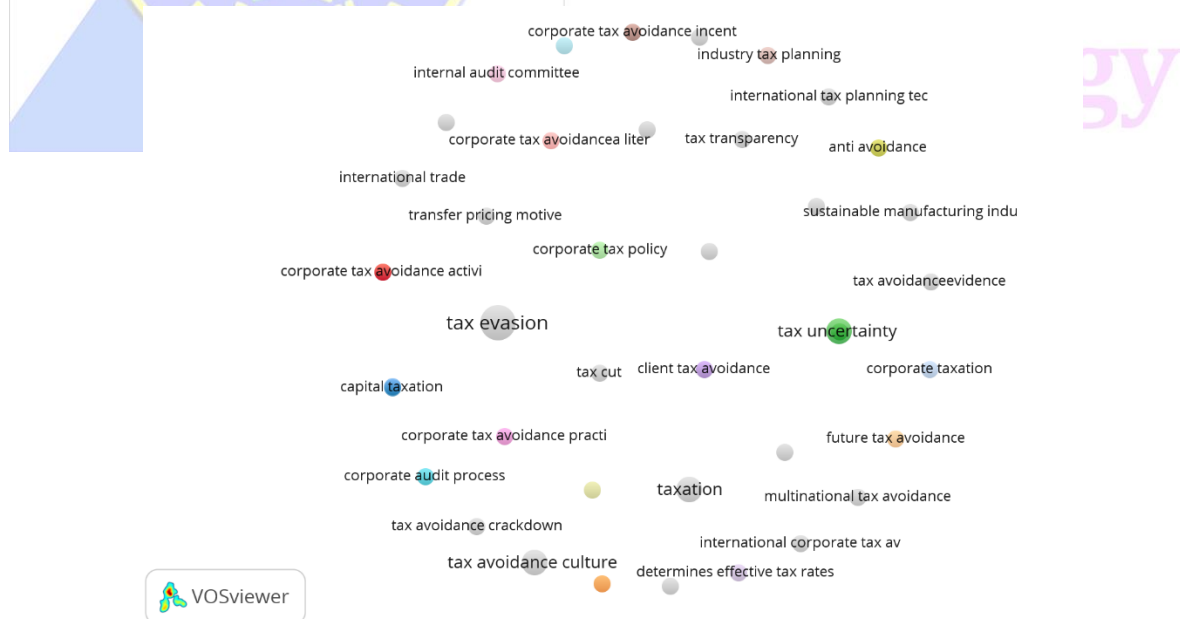 corporate tax avoidance incent
industry tax planning
gy
internal audit committee
international tax planning tec
corporate tax avoidancea liter
tax transparency
anti avoidance
international trade
transfer pricing motive
sustainable manufacturing indu
corporate tax policy
corporate tax avoidance activi
tax avoidanceevidence
tax evasion
tax uncertainty
tax cut
client tax avoidance
corporate taxation
capital taxation
corporate tax avoidance practi
future tax avoidance
corporate audit process
taxation
multinational tax avoidance
tax avoidance crackdown
international corporate tax av
tax avoidance culture
determines effective tax rates
VOSviewer